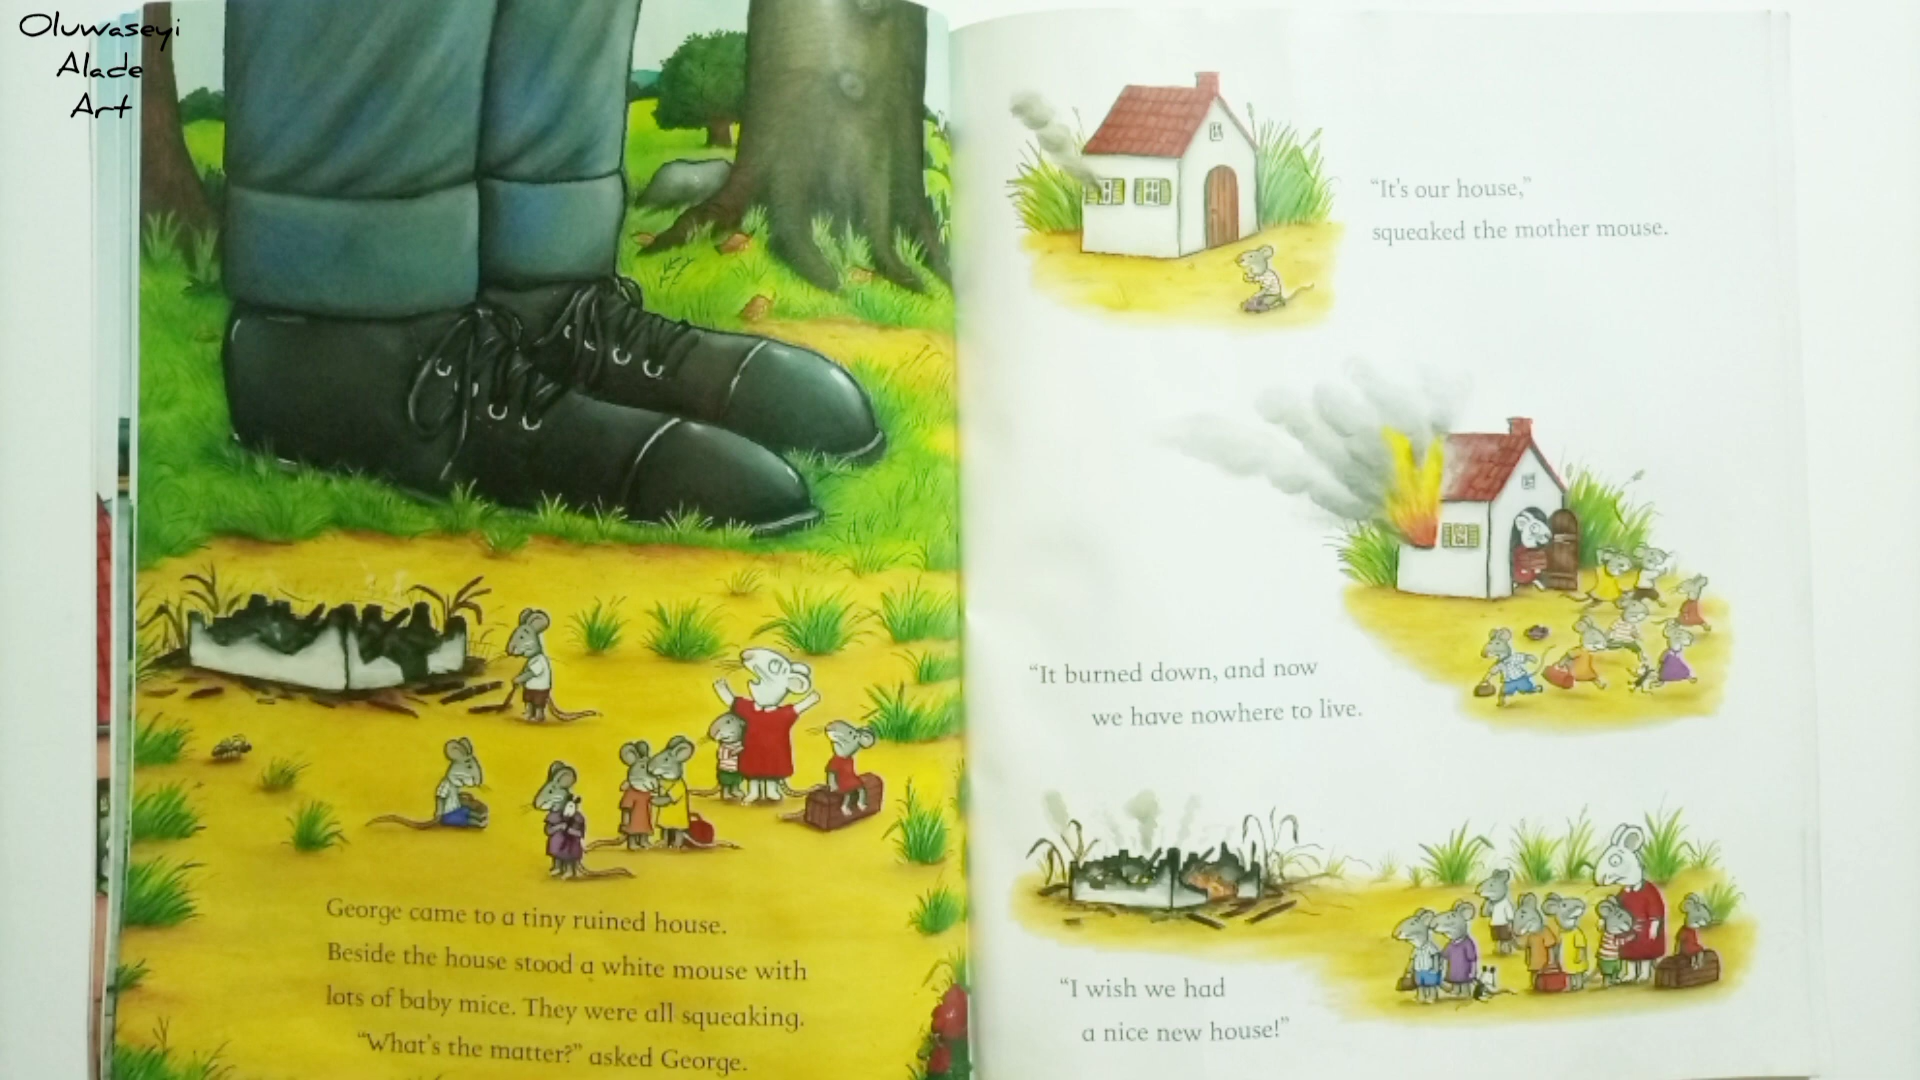 Oluwaseyi
Alade
Art
George came to a tiny ruined house.
Beside the house stood a white mouse with
lots of baby mice. They were all squeaking.
“What’s the matter?” asked George.
“It’s our house,”
squeaked the mother mouse.
“It burned down, and now
we have nowhere to live.
“I wish we had
a nice new house!”